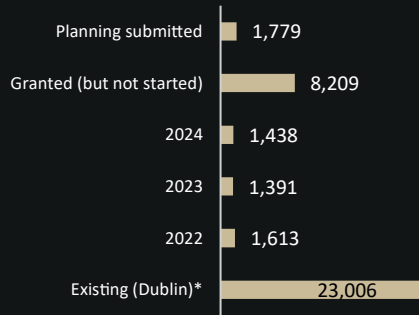 Planning submitted 1,779
Granted (but not started) 8,209
2024 1,438
2023 1,391
2022 1,613
Existing (Dublin)* 23,006